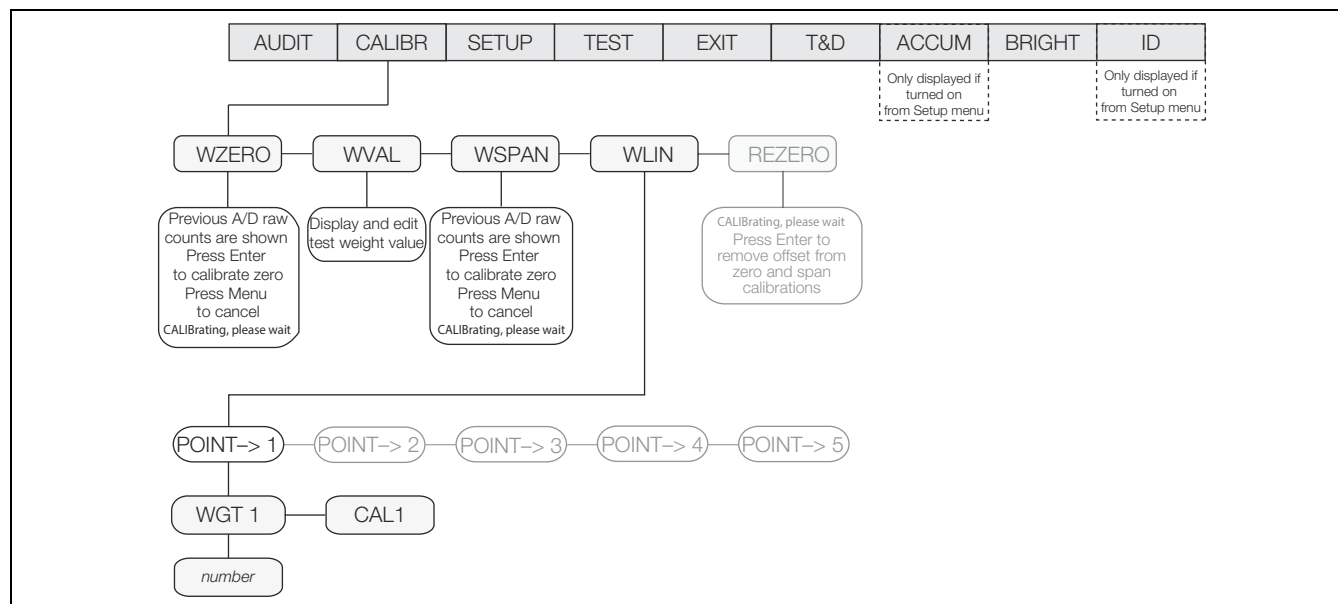 AUDIT CALIBR SETUP TEST EXIT T&D ACCUM BRIGHT ID
Only displayed if
turned on
from Setup menu
Only displayed if
turned on
from Setup menu
WZERO WVAL WSPAN WLIN REZERO
Previous A/D raw
counts are shown
Press Enter
to calibrate zero
Press Menu
to cancel
CALIBrating, please wait
Display and edit
test weight value
Previous A/D raw
counts are shown
Press Enter
to calibrate zero
Press Menu
to cancel
CALIBrating, please wait
CALIBrating, please wait
Press Enter to
remove offset from
zero and span
calibrations
POINT–> 1 POINT–> 2 POINT–> 3 POINT–> 4 POINT–> 5
WGT 1 CAL1
number